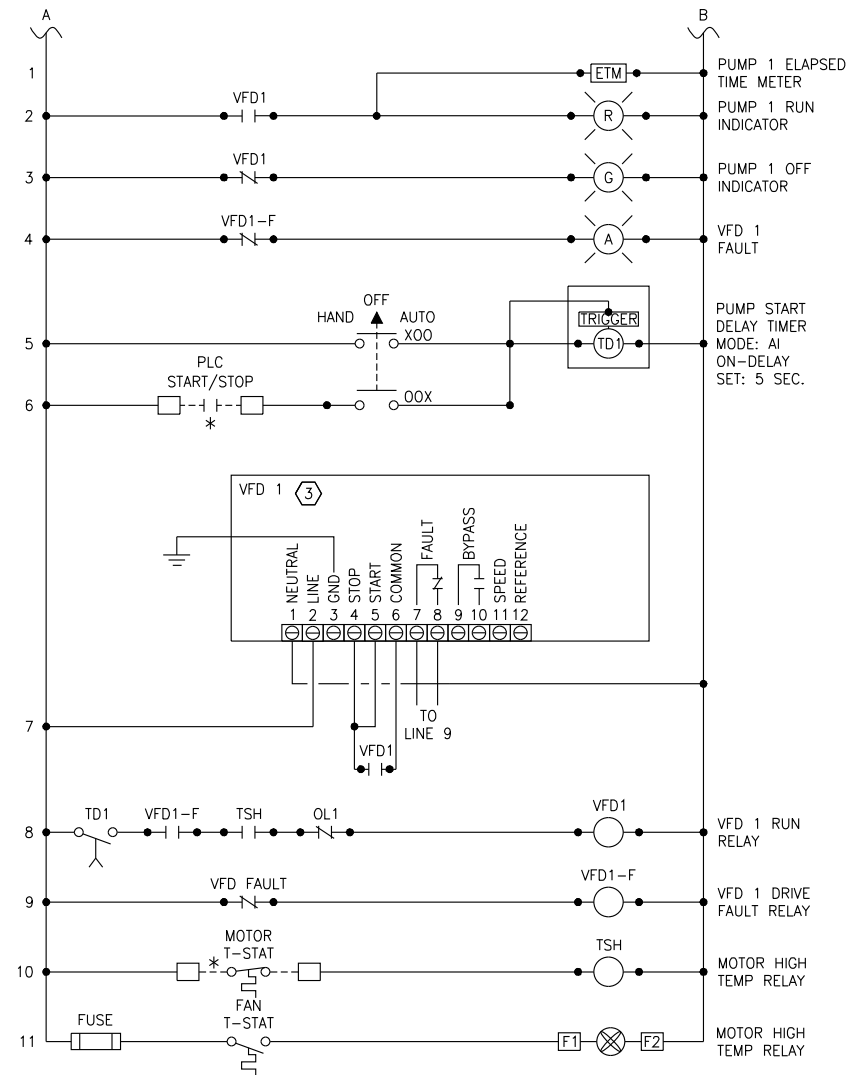 A B
1 ETM PUMP 1 ELAPSED
TIME METER
2 VFD1 R PUMP 1 RUN
INDICATOR
3 VFD1 G PUMP 1 OFF
INDICATOR
4 VFD1-F A VFD 1
FAULT
OFF
HAND AUTO
5 XOO TRIGGER
TD1
PUMP START
DELAY TIMER
MODE: AI
ON-DELAY
SET: 5 SEC.
PLC
START/STOP
6 * OOX
VFD 1 3
NEUTRAL
LINE
GND
STOP
START
COMMON
FAULT
BYPASS
SPEED
REFERENCE
1 2 3 4 5 6 7 8 9 10 11 12
TO
LINE 9
7
VFD1
8 TD1 VFD1-F TSH OL1 VFD1 VFD 1 RUN
RELAY
9 VFD FAULT VFD1-F VFD 1 DRIVE
FAULT RELAY
MOTOR
T-STAT
10 * TSH MOTOR HIGH
TEMP RELAY
FAN
T-STAT
11 FUSE F1 F2 MOTOR HIGH
TEMP RELAY